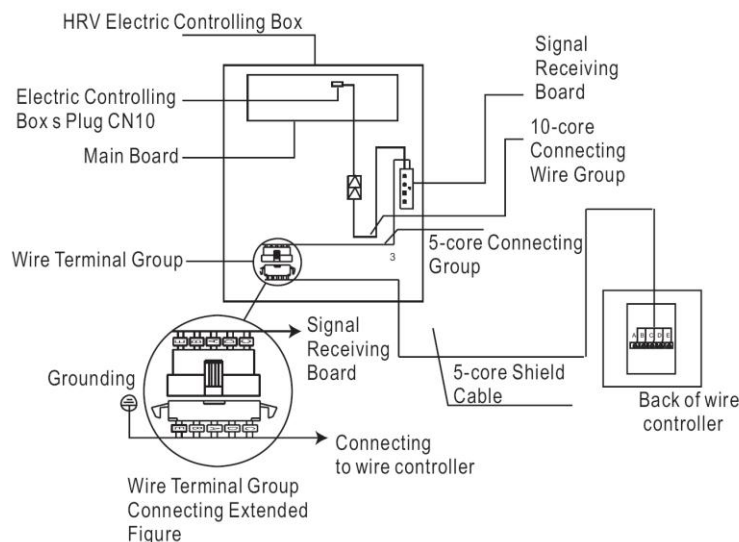 HRV Electric Controlling Box
Signal
Receiving
Board
Electric Controlling
Box s Plug CN10
10-core
Connecting
Wire Group
Main Board
Wire Terminal Group
5-core Connecting
Group
3
A B C D E
Signal
Receiving
Board
Grounding
5-core Shield
Cable
Back of wire
controller
Connecting
to wire controller
Wire Terminal Group
Connecting Extended
Figure